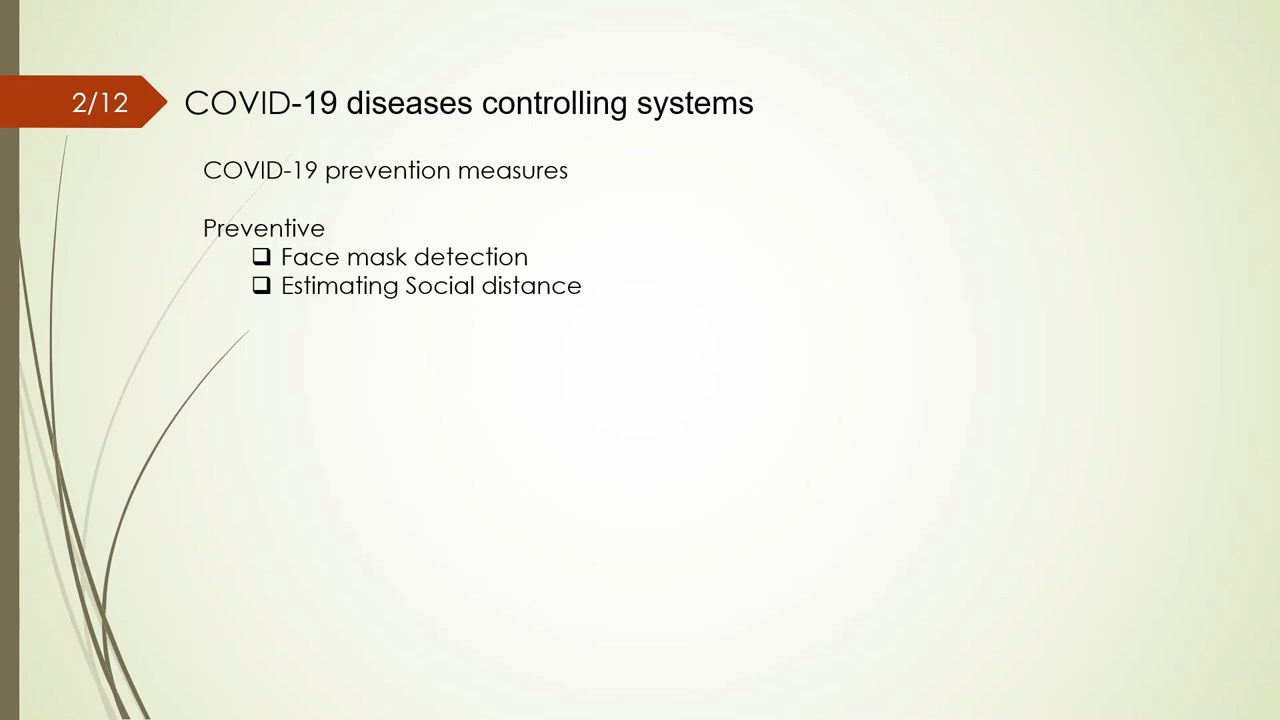 2/12
COVID-19 diseases controlling systems
COVID-19 prevention measures
Preventive
❑ Face mask detection
❑ Estimating Social distance